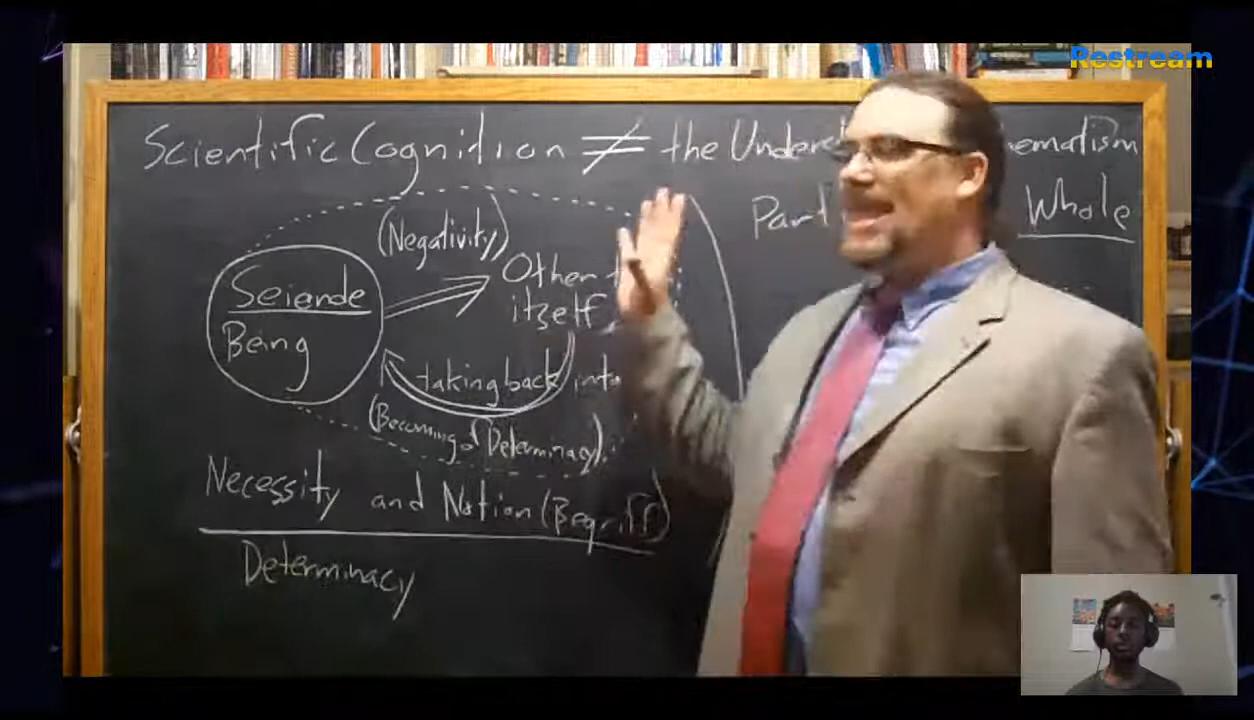 Restream
Scientific Cognition ≠ the Under ematism
Part Whole
(Negativity)
Seiende
Being
Other
itself
taking back into
(Becoming of Determinacy)
Necessity and Notion (Begriff)
Determinacy